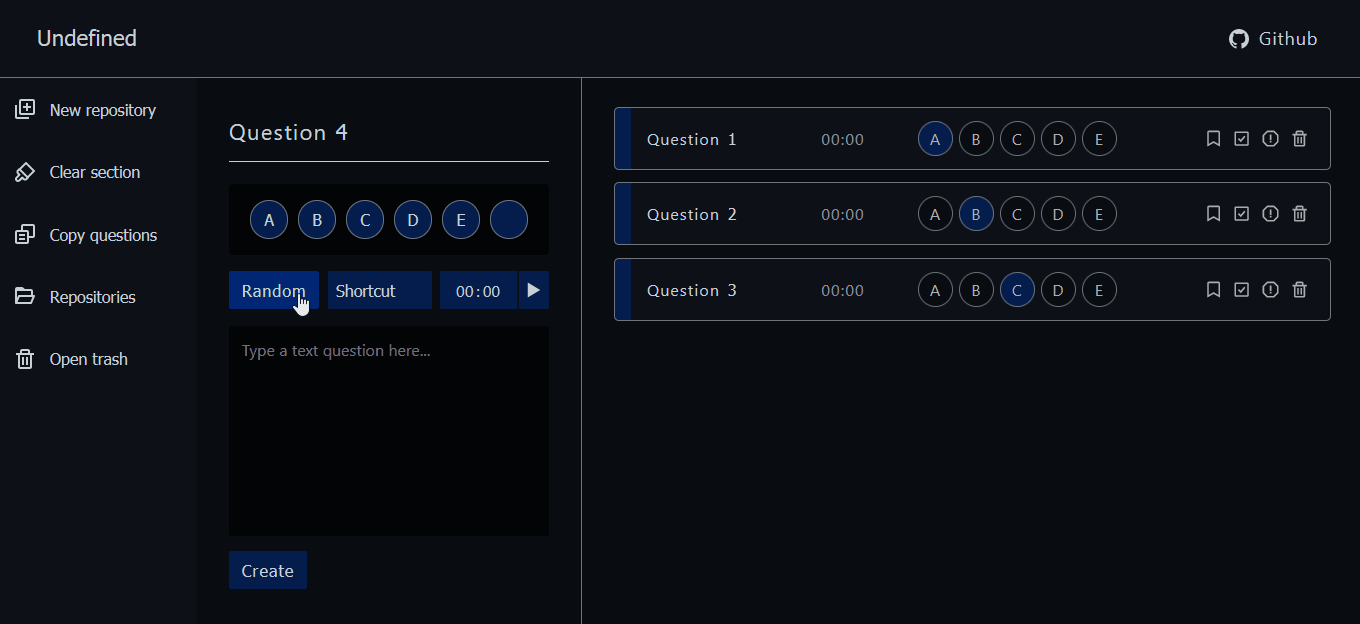 Undefined
Github
New repository
Clear section
Copy questions
Repositories
Open trash
Question 4
A B C D E
Random Shortcut 00:00
Type a text question here...
Create
Question 1 00:00 A B C D E
Question 2 00:00 A B C D E
Question 3 00:00 A B C D E